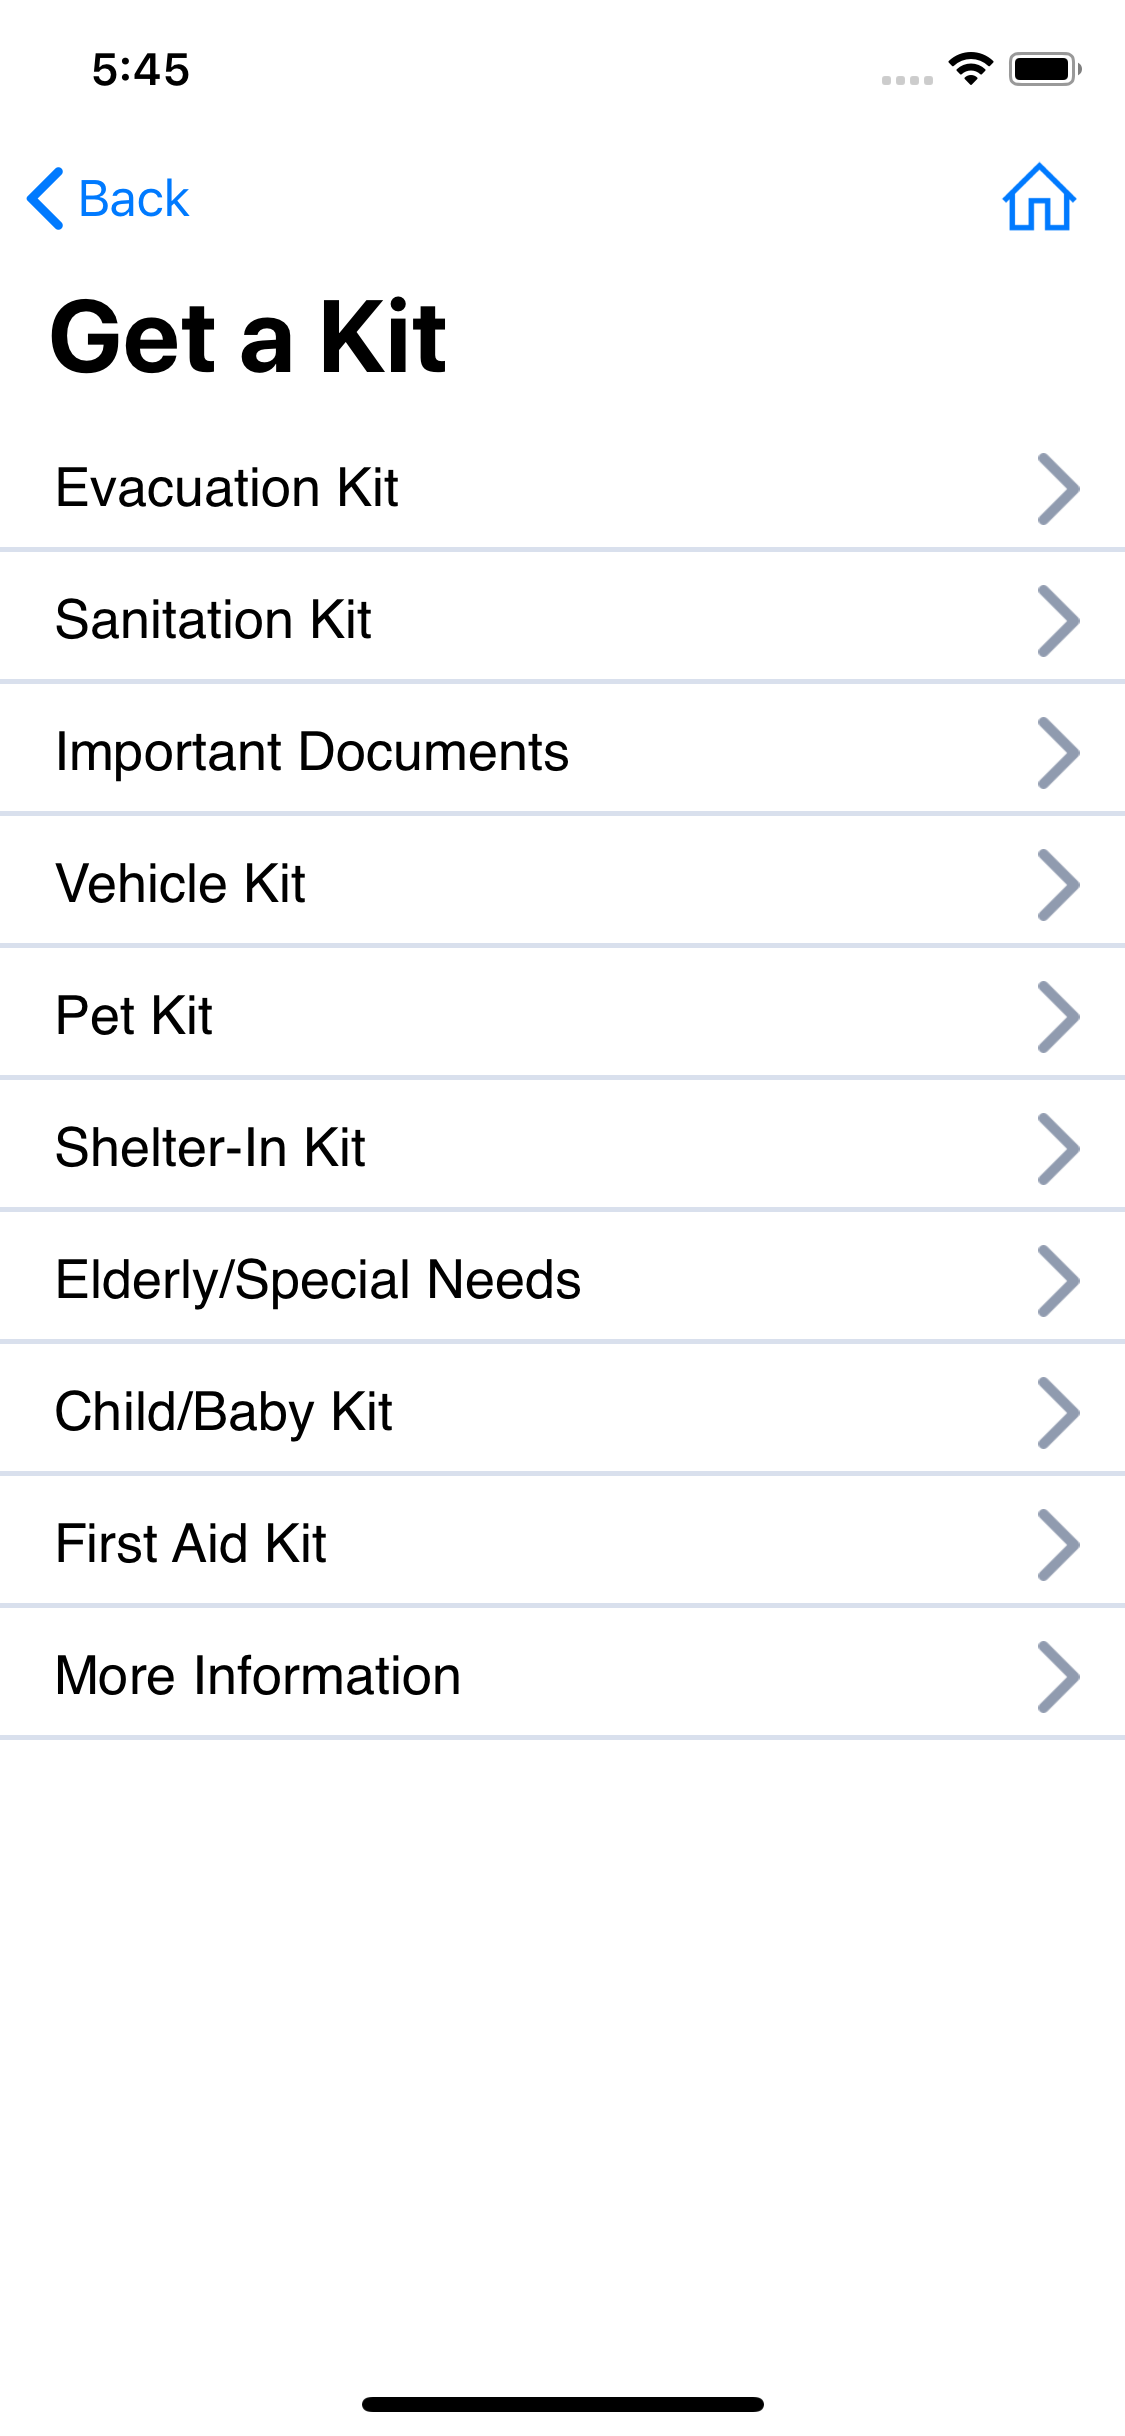 5:45
Back
Get a Kit
Evacuation Kit
Sanitation Kit
Important Documents
Vehicle Kit
Pet Kit
Shelter-In Kit
Elderly/Special Needs
Child/Baby Kit
First Aid Kit
More Information